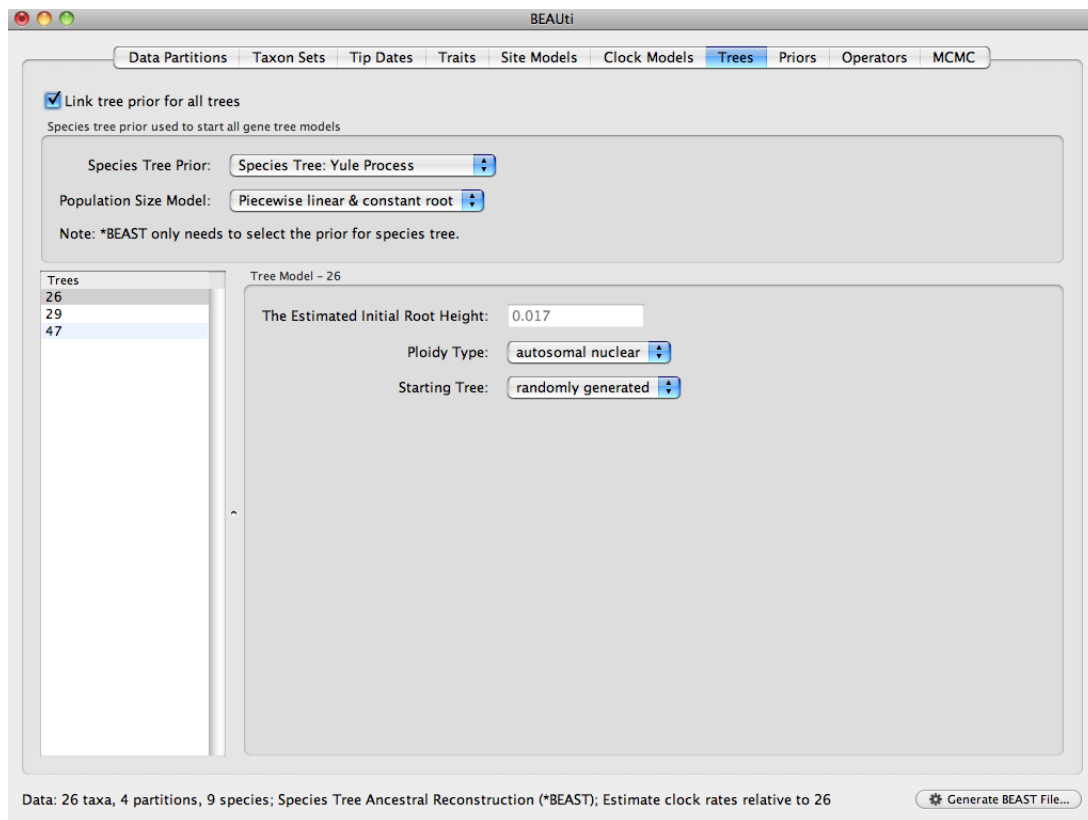 BEAUti
Data Partitions Taxon Sets Tip Dates Traits Site Models Clock Models Trees Priors Operators MCMC
Link tree prior for all trees
Species tree prior used to start all gene tree models
Species Tree Prior: Species Tree: Yule Process
Population Size Model: Piecewise linear & constant root
Note: *BEAST only needs to select the prior for species tree.
Trees
26
29
47
Tree Model – 26
The Estimated Initial Root Height: 0.017
Ploidy Type: autosomal nuclear
Starting Tree: randomly generated
Data: 26 taxa, 4 partitions, 9 species; Species Tree Ancestral Reconstruction (*BEAST); Estimate clock rates relative to 26
Generate BEAST File...